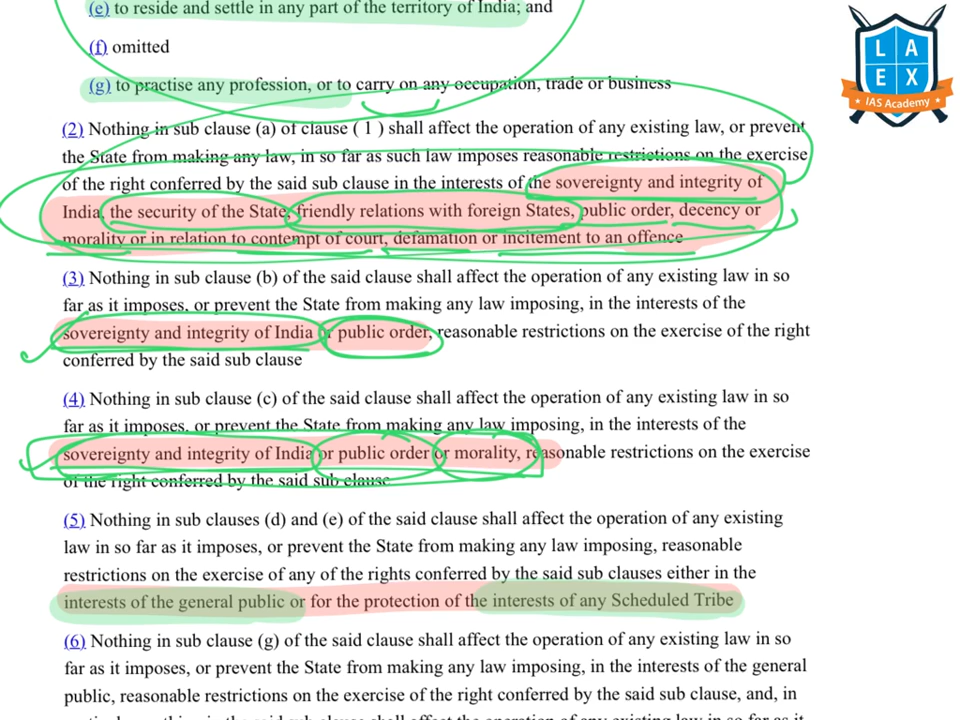 (e) to reside and settle in any part of the territory of India; and
(f) omitted
(g) to practise any profession, or to carry on any occupation, trade or business
(2) Nothing in sub clause (a) of clause ( 1 ) shall affect the operation of any existing law, or prevent
the State from making any law, in so far as such law imposes reasonable restrictions on the exercise
of the right conferred by the said sub clause in the interests of the sovereignty and integrity of
India, the security of the State, friendly relations with foreign States, public order, decency or
morality or in relation to contempt of court, defamation or incitement to an offence
(3) Nothing in sub clause (b) of the said clause shall affect the operation of any existing law in so
far as it imposes, or prevent the State from making any law imposing, in the interests of the
sovereignty and integrity of India or public order, reasonable restrictions on the exercise of the right
conferred by the said sub clause
(4) Nothing in sub clause (c) of the said clause shall affect the operation of any existing law in so
far as it imposes, or prevent the State from making any law imposing, in the interests of the
sovereignty and integrity of India or public order or morality, reasonable restrictions on the exercise
of the right conferred by the said sub clause
(5) Nothing in sub clauses (d) and (e) of the said clause shall affect the operation of any existing
law in so far as it imposes, or prevent the State from making any law imposing, reasonable
restrictions on the exercise of any of the rights conferred by the said sub clauses either in the
interests of the general public or for the protection of the interests of any Scheduled Tribe
(6) Nothing in sub clause (g) of the said clause shall affect the operation of any existing law in so
far as it imposes, or prevent the State from making any law imposing, in the interests of the general
public, reasonable restrictions on the exercise of the right conferred by the said sub clause, and, in
L A
E X
IAS Academy